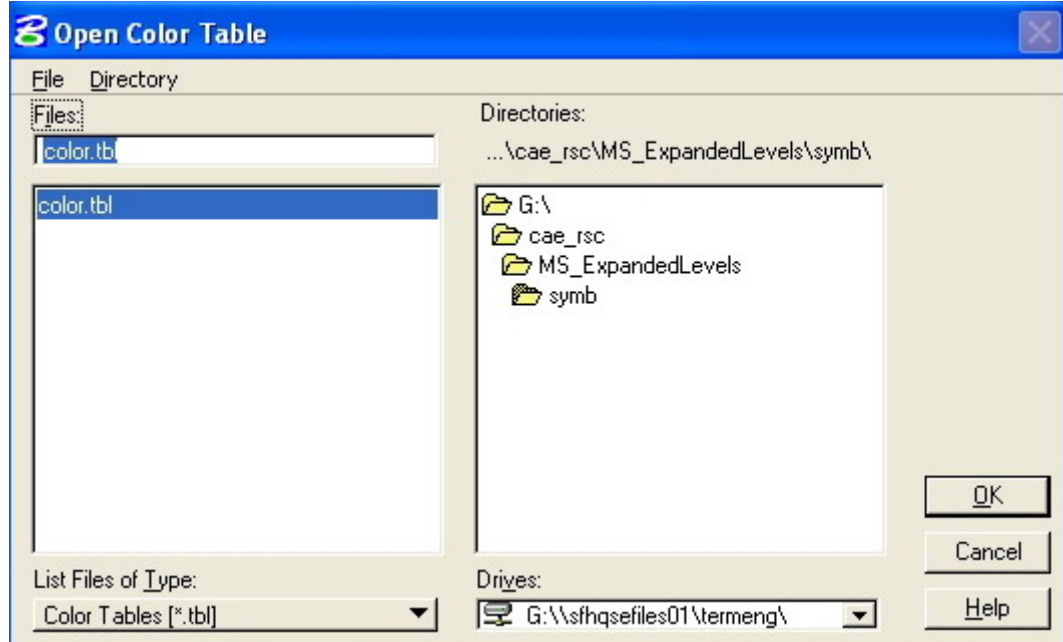 Open Color Table
File Directory
Files:
color.tbl
color.tbl
List Files of Type:
Color Tables [*.tbl]
Directories:
...\cae_rsc\MS_ExpandedLevels\symb\
G:\
cae_rsc
MS_ExpandedLevels
symb
Drives:
G:\\sfhqsefiles01\termeng\
OK
Cancel
Help